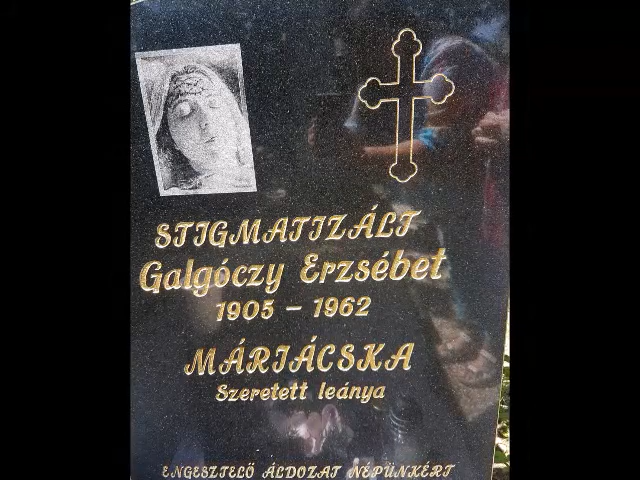 STIGMATIZÁLT
Galgóczy Erzsébet
1905 – 1962
MÁRIÁCSKA
Szeretett leánya
ENGESZTELŐ ÁLDOZAT NÉPÜNKÉRT